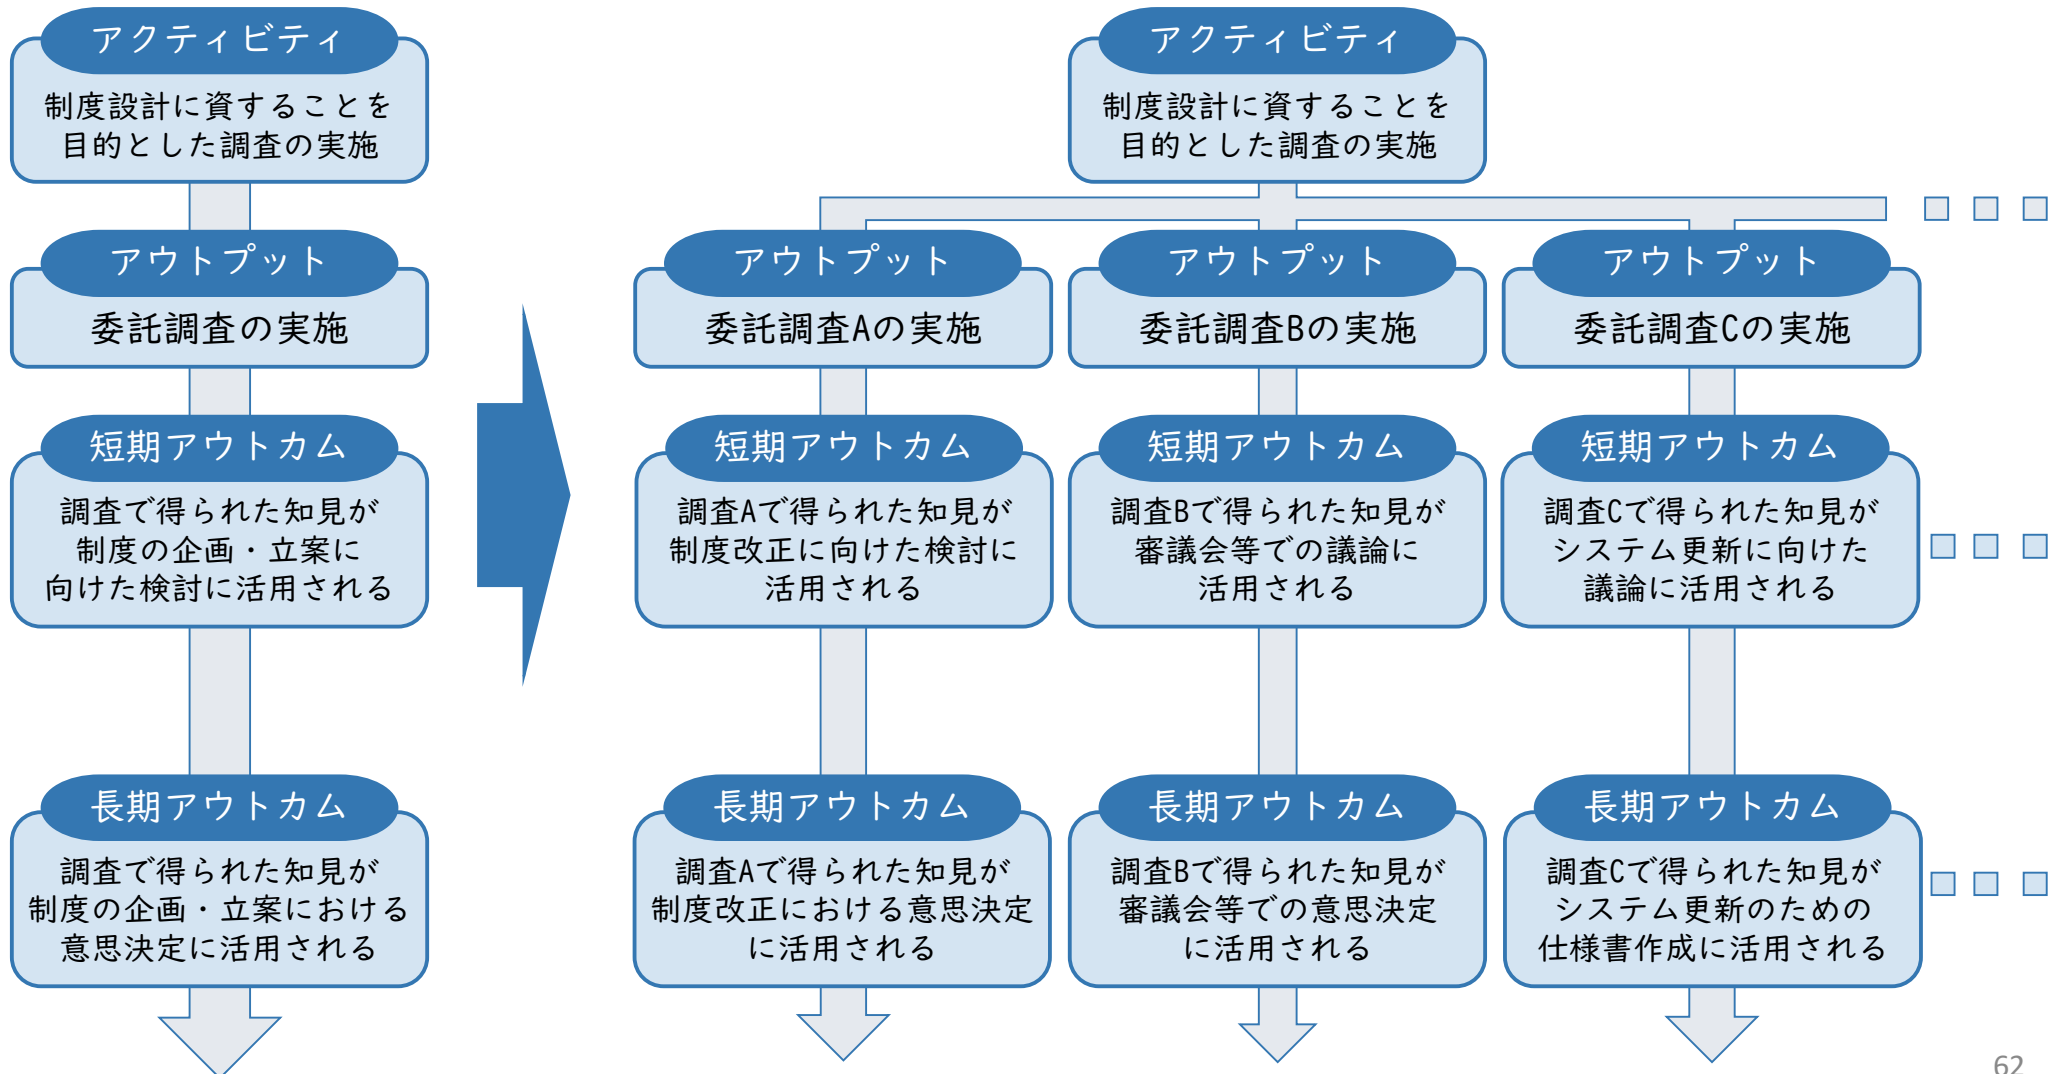 アクティビティ
制度設計に資することを
目的とした調査の実施
アウトプット
委託調査の実施
短期アウトカム
調査で得られた知見が
制度の企画・立案に
向けた検討に活用される
長期アウトカム
調査で得られた知見が
制度の企画・立案における
意思決定に活用される
アクティビティ
制度設計に資することを
目的とした調査の実施
アウトプット
委託調査Aの実施
短期アウトカム
調査Aで得られた知見が
制度改正に向けた検討に
活用される
長期アウトカム
調査Aで得られた知見が
制度改正における意思決定
に活用される
アウトプット
委託調査Bの実施
短期アウトカム
調査Bで得られた知見が
審議会等での議論に
活用される
長期アウトカム
調査Bで得られた知見が
審議会等での意思決定
に活用される
アウトプット
委託調査Cの実施
短期アウトカム
調査Cで得られた知見が
システム更新に向けた
議論に活用される
長期アウトカム
調査Cで得られた知見が
システム更新のための
仕様書作成に活用される
62